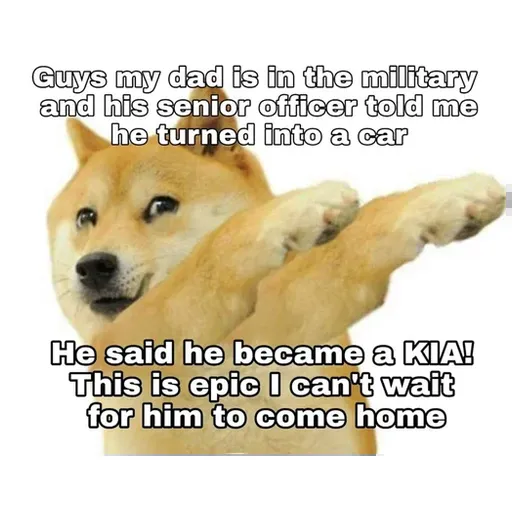 Guys my dad is in the military
and his senior officer told me
he turned into a car
He said he became a KIA!
This is epic I can't wait
for him to come home